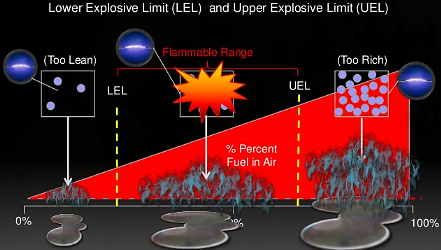 Lower Explosive Limit (LEL) and Upper Explosive Limit (UEL)
(Too Lean)
Flammable Range
(Too Rich)
LEL
UEL
% Percent
Fuel in Air
0%
100%